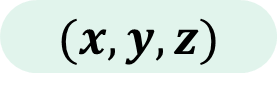 (x, y, z)